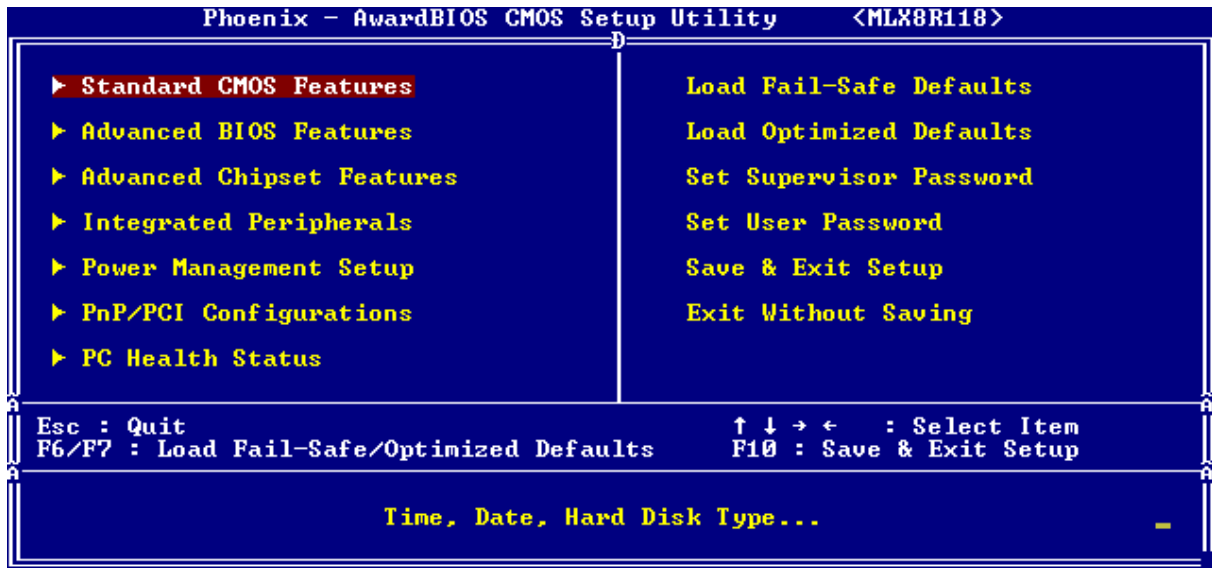 Phoenix - AwardBIOS CMOS Setup Utility <MLX8R118>
Standard CMOS Features
Advanced BIOS Features
Advanced Chipset Features
Integrated Peripherals
Power Management Setup
PnP/PCI Configurations
PC Health Status
Load Fail-Safe Defaults
Load Optimized Defaults
Set Supervisor Password
Set User Password
Save & Exit Setup
Exit Without Saving
Esc : Quit
F6/F7 : Load Fail-Safe/Optimized Defaults
↑ ↓ → ← : Select Item
F10 : Save & Exit Setup
Time, Date, Hard Disk Type...